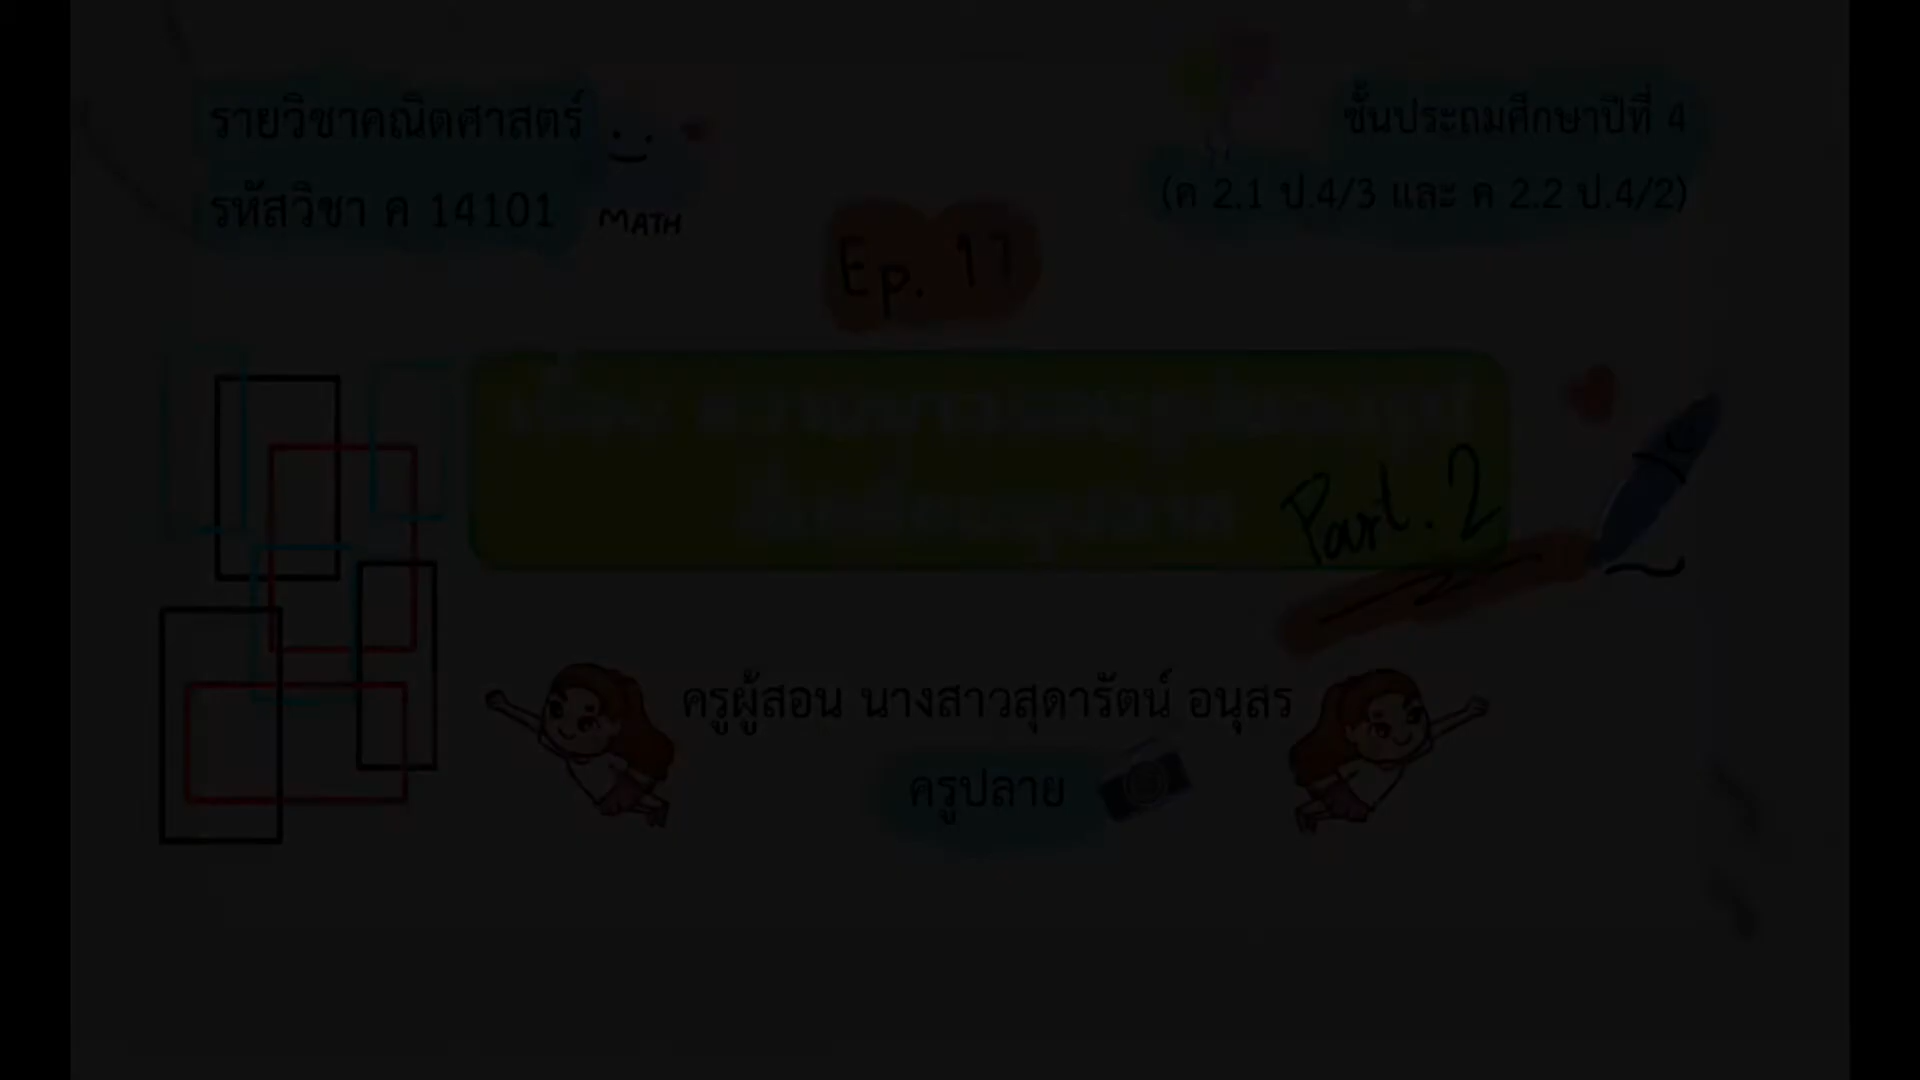 รายวิชาคณิตศาสตร์
รหัสวิชา ค 14101
MATH
ชั้นประถมศึกษาปีที่ 4
(ค 2.1 ป.4/3 และ ค 2.2 ป.4/2)
Ep. 17
Part. 2
ครูผู้สอน นางสาวสุดารัตน์ อนุสร
ครูปลาย